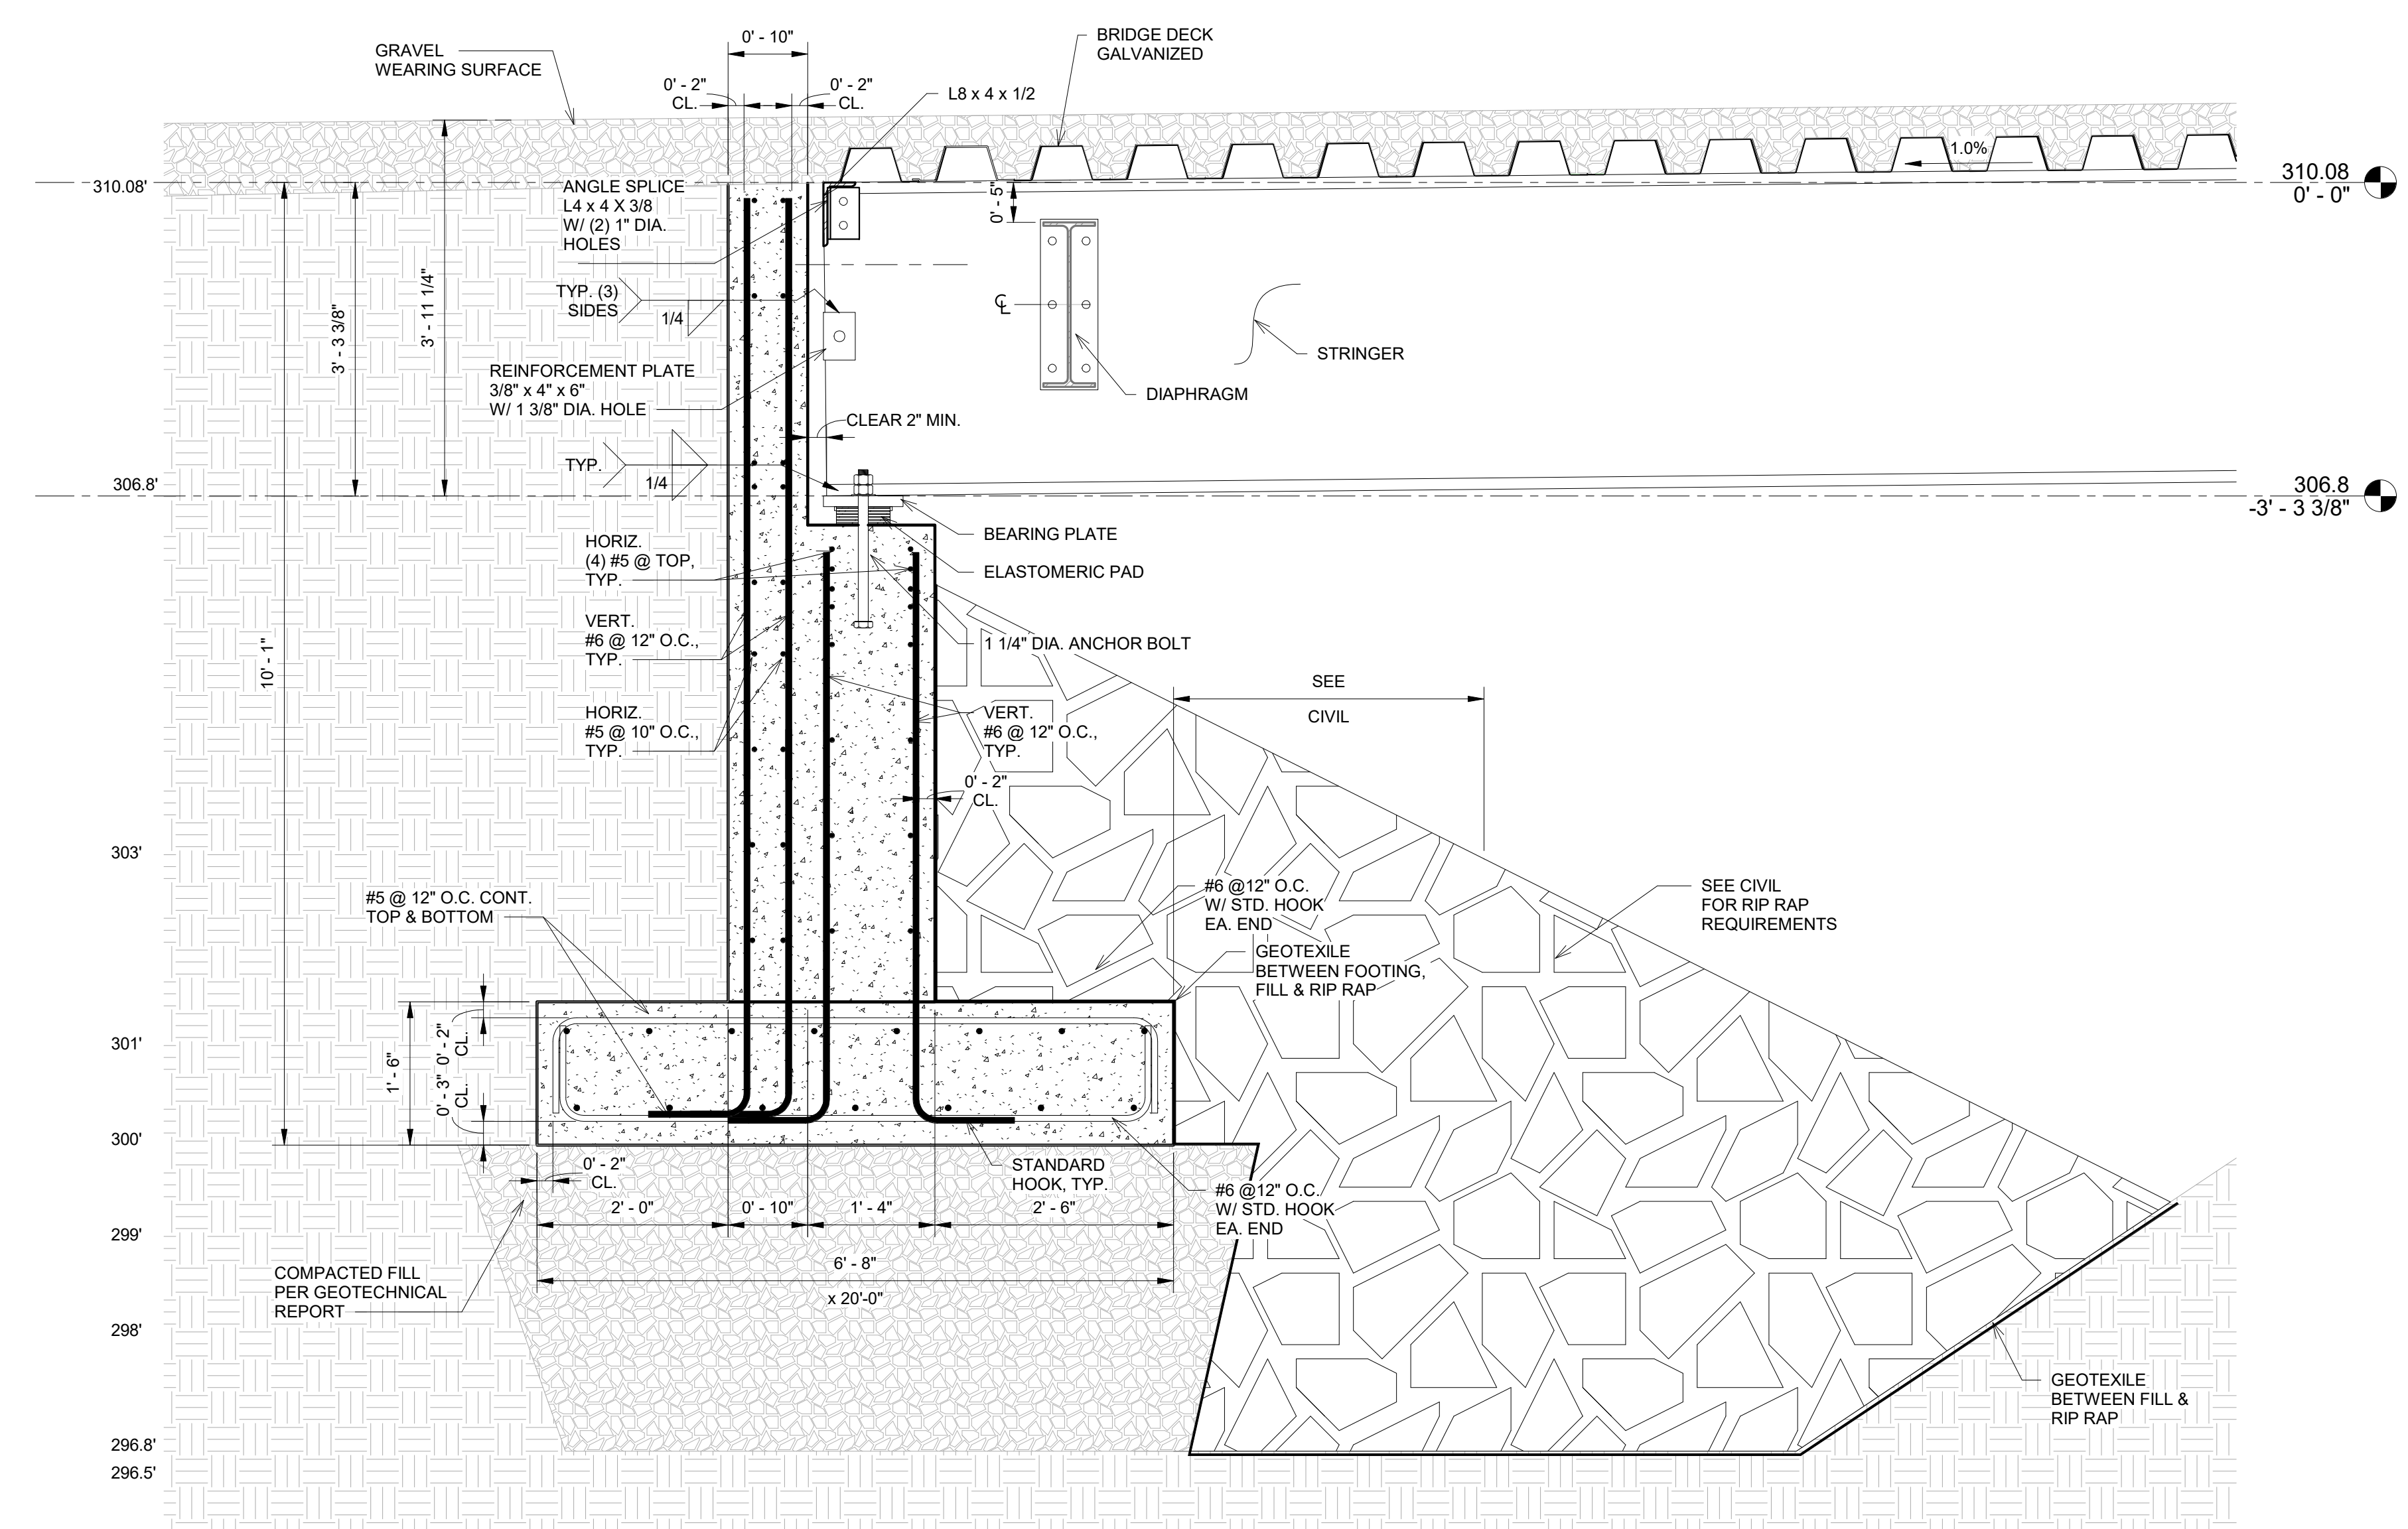 0' - 10"
GRAVEL
WEARING SURFACE
BRIDGE DECK
GALVANIZED
0' - 2"
CL.
0' - 2"
CL.
L8 x 4 x 1/2
1.0%
310.08'
310.08
0' - 0"
ANGLE SPLICE
L4 x 4 X 3/8
W/ (2) 1" DIA.
HOLES
0' - 5"
3' - 3 3/8"
3' - 11 1/4"
TYP. (3)
SIDES
1/4
CL
STRINGER
REINFORCEMENT PLATE
3/8" x 4" x 6"
W/ 1 3/8" DIA. HOLE
DIAPHRAGM
CLEAR 2" MIN.
TYP.
1/4
306.8'
306.8
-3' - 3 3/8"
BEARING PLATE
HORIZ.
(4) #5 @ TOP,
TYP.
ELASTOMERIC PAD
VERT.
#6 @ 12" O.C.,
TYP.
1 1/4" DIA. ANCHOR BOLT
10' - 1"
SEE
CIVIL
HORIZ.
#5 @ 10" O.C.,
TYP.
VERT.
#6 @ 12" O.C.,
TYP.
0' - 2"
CL.
303'
#5 @ 12" O.C. CONT.
TOP & BOTTOM
#6 @12" O.C.
W/ STD. HOOK
EA. END
SEE CIVIL
FOR RIP RAP
REQUIREMENTS
GEOTEXILE
BETWEEN FOOTING,
FILL & RIP RAP
301'
1' - 6"
0' - 2"
CL.
0' - 3"
CL.
300'
0' - 2"
CL.
STANDARD
HOOK, TYP.
#6 @12" O.C.
W/ STD. HOOK
EA. END
2' - 0"
0' - 10"
1' - 4"
2' - 6"
299'
6' - 8"
x 20'-0"
COMPACTED FILL
PER GEOTECHNICAL
REPORT
298'
GEOTEXILE
BETWEEN FILL &
RIP RAP
296.8'
296.5'